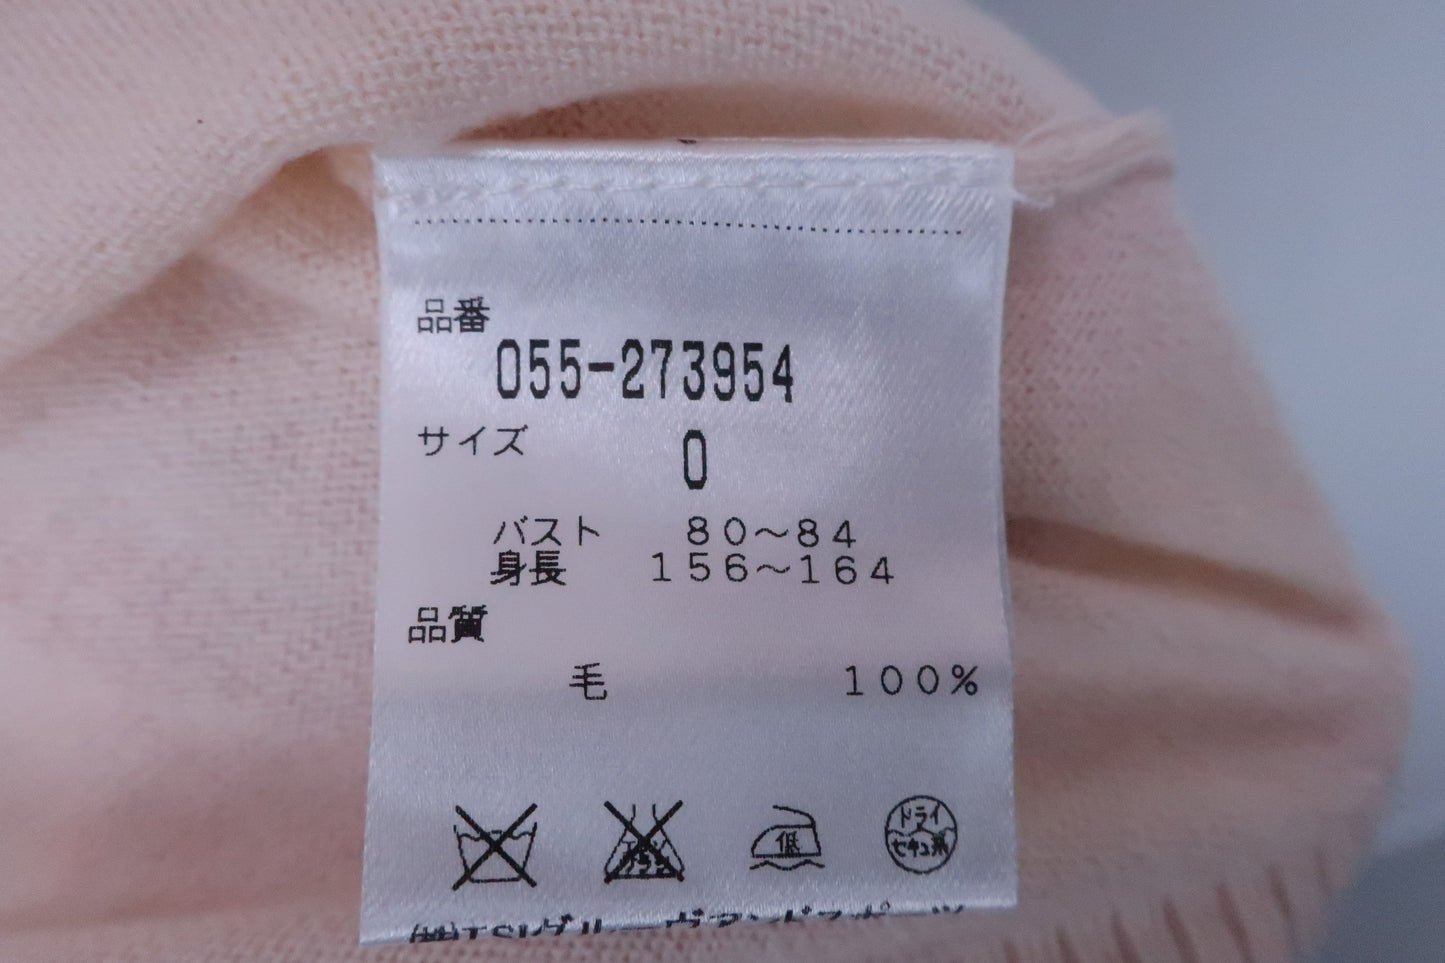 品番
055-273954
サイズ 0
バスト 80～84
身長 156～164
品質
毛 100%
低
ドライ
セキユ系